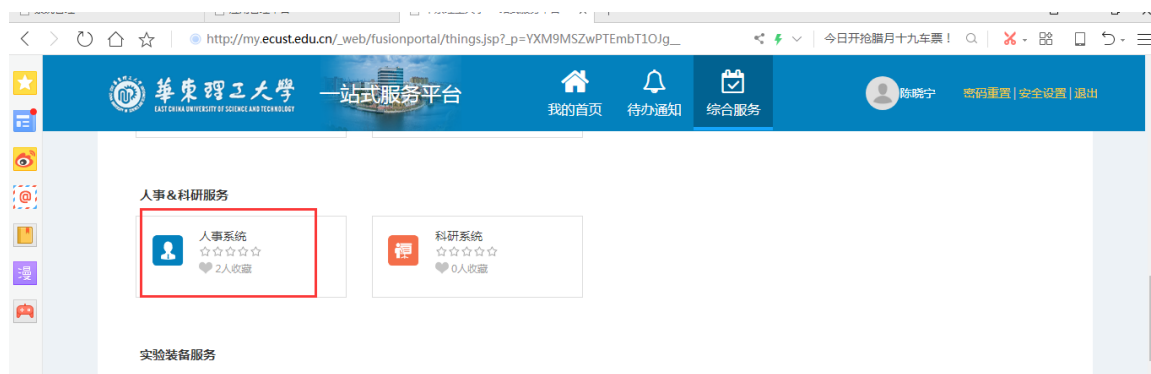 http://my.ecust.edu.cn/_web/fusionportal/things.jsp?_p=YXM9MSZwPTEmbT1OJg__
今日开抢腊月十九车票！
華東理工大學
EAST CHINA UNIVERSITY OF SCIENCE AND TECHNOLOGY
一站式服务平台
我的首页
待办通知
综合服务
陈晓宁
密码重置|安全设置|退出
人事&科研服务
人事系统
2人收藏
科研系统
0人收藏
漫
实验装备服务